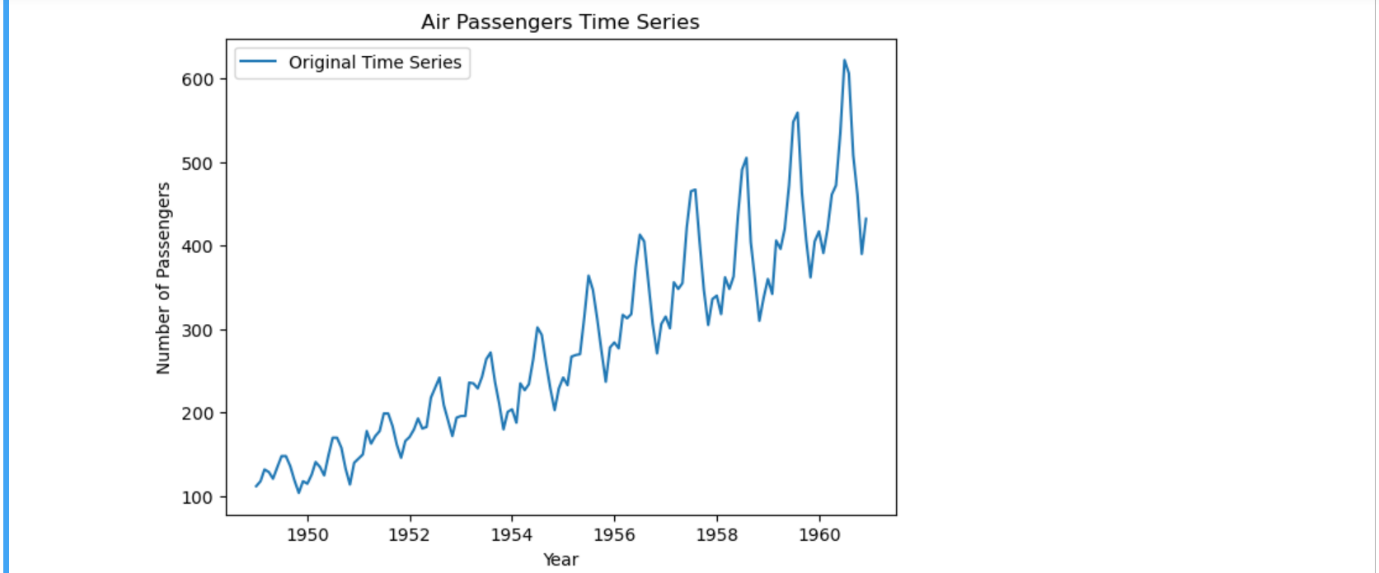 Air Passengers Time Series
Original Time Series
Number of Passengers
600
500
400
300
200
100
1950 1952 1954 1956 1958 1960
Year